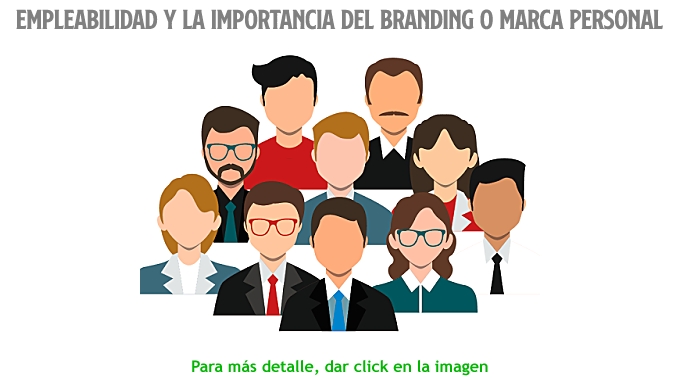 EMPLEABILIDAD Y LA IMPORTANCIA DEL BRANDING O MARCA PERSONAL
Para más detalle, dar click en la imagen